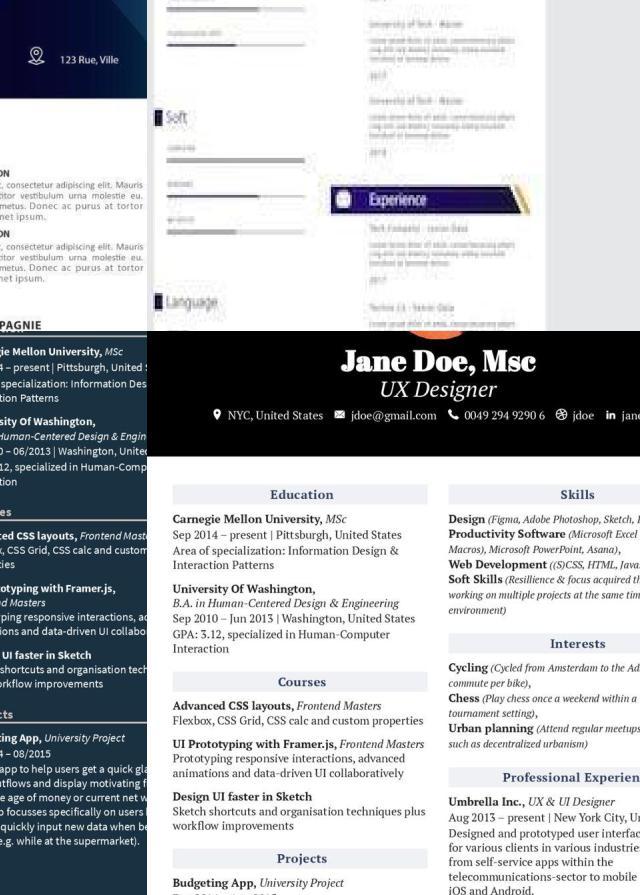 123 Rue, Ville
ON
, consectetur adipiscing elit. Mauris
titor vestibulum urna molestie eu.
metus. Donec ac purus at tortor
met ipsum.
ON
, consectetur adipiscing elit. Mauris
titor vestibulum urna molestie eu.
metus. Donec ac purus at tortor
met ipsum.
PAGNIE
Soft
Language
University of Tech - Master
2017
University of Tech - Master
2018
Experience
2017
gie Mellon University, MSc
4 – present | Pittsburgh, United S
specialization: Information Des
tion Patterns
sity Of Washington,
Human-Centered Design & Engin
0 – 06/2013 | Washington, Unite
12, specialized in Human-Comp
tion
es
ced CSS layouts, Frontend Maste
x, CSS Grid, CSS calc and custom
ties
otyping with Framer.js,
nd Masters
ping responsive interactions, ad
ions and data-driven UI collabo
UI faster in Sketch
shortcuts and organisation tech
orkflow improvements
cts
ting App, University Project
4 – 08/2015
app to help users get a quick gla
utflows and display motivating f
e age of money or current net w
p focusses specifically on users
quickly input new data when be
e.g. while at the supermarket).
Jane Doe, Msc
UX Designer
NYC, United States jdoe@gmail.com 0049 294 9290 6 jdoe in jane
Education
Carnegie Mellon University, MSc
Sep 2014 – present | Pittsburgh, United States
Area of specialization: Information Design &
Interaction Patterns
University Of Washington,
B.A. in Human-Centered Design & Engineering
Sep 2010 – Jun 2013 | Washington, United States
GPA: 3.12, specialized in Human-Computer
Interaction
Courses
Advanced CSS layouts, Frontend Masters
Flexbox, CSS Grid, CSS calc and custom properties
UI Prototyping with Framer.js, Frontend Masters
Prototyping responsive interactions, advanced
animations and data-driven UI collaboratively
Design UI faster in Sketch
Sketch shortcuts and organisation techniques plus
workflow improvements
Projects
Budgeting App, University Project
Skills
Design (Figma, Adobe Photoshop, Sketch, I
Productivity Software (Microsoft Excel
Macros), Microsoft PowerPoint, Asana),
Web Development ((S)CSS, HTML, Java
Soft Skills (Resillience & focus acquired th
working on multiple projects at the same tim
environment)
Interests
Cycling (Cycled from Amsterdam to the Ad
commute per bike),
Chess (Play chess once a weekend within a
tournament setting),
Urban planning (Attend regular meetups
such as decentralized urbanism)
Professional Experien
Umbrella Inc., UX & UI Designer
Aug 2013 – present | New York City, Un
Designed and prototyped user interfac
for various clients in various industries
from self-service apps within the
telecommunications-sector to mobile
iOS and Android.